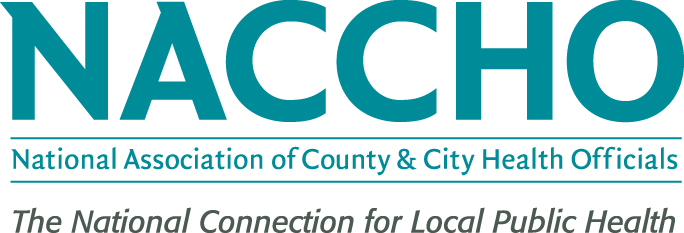 NACCHO
National Association of County & City Health Officials
The National Connection for Local Public Health